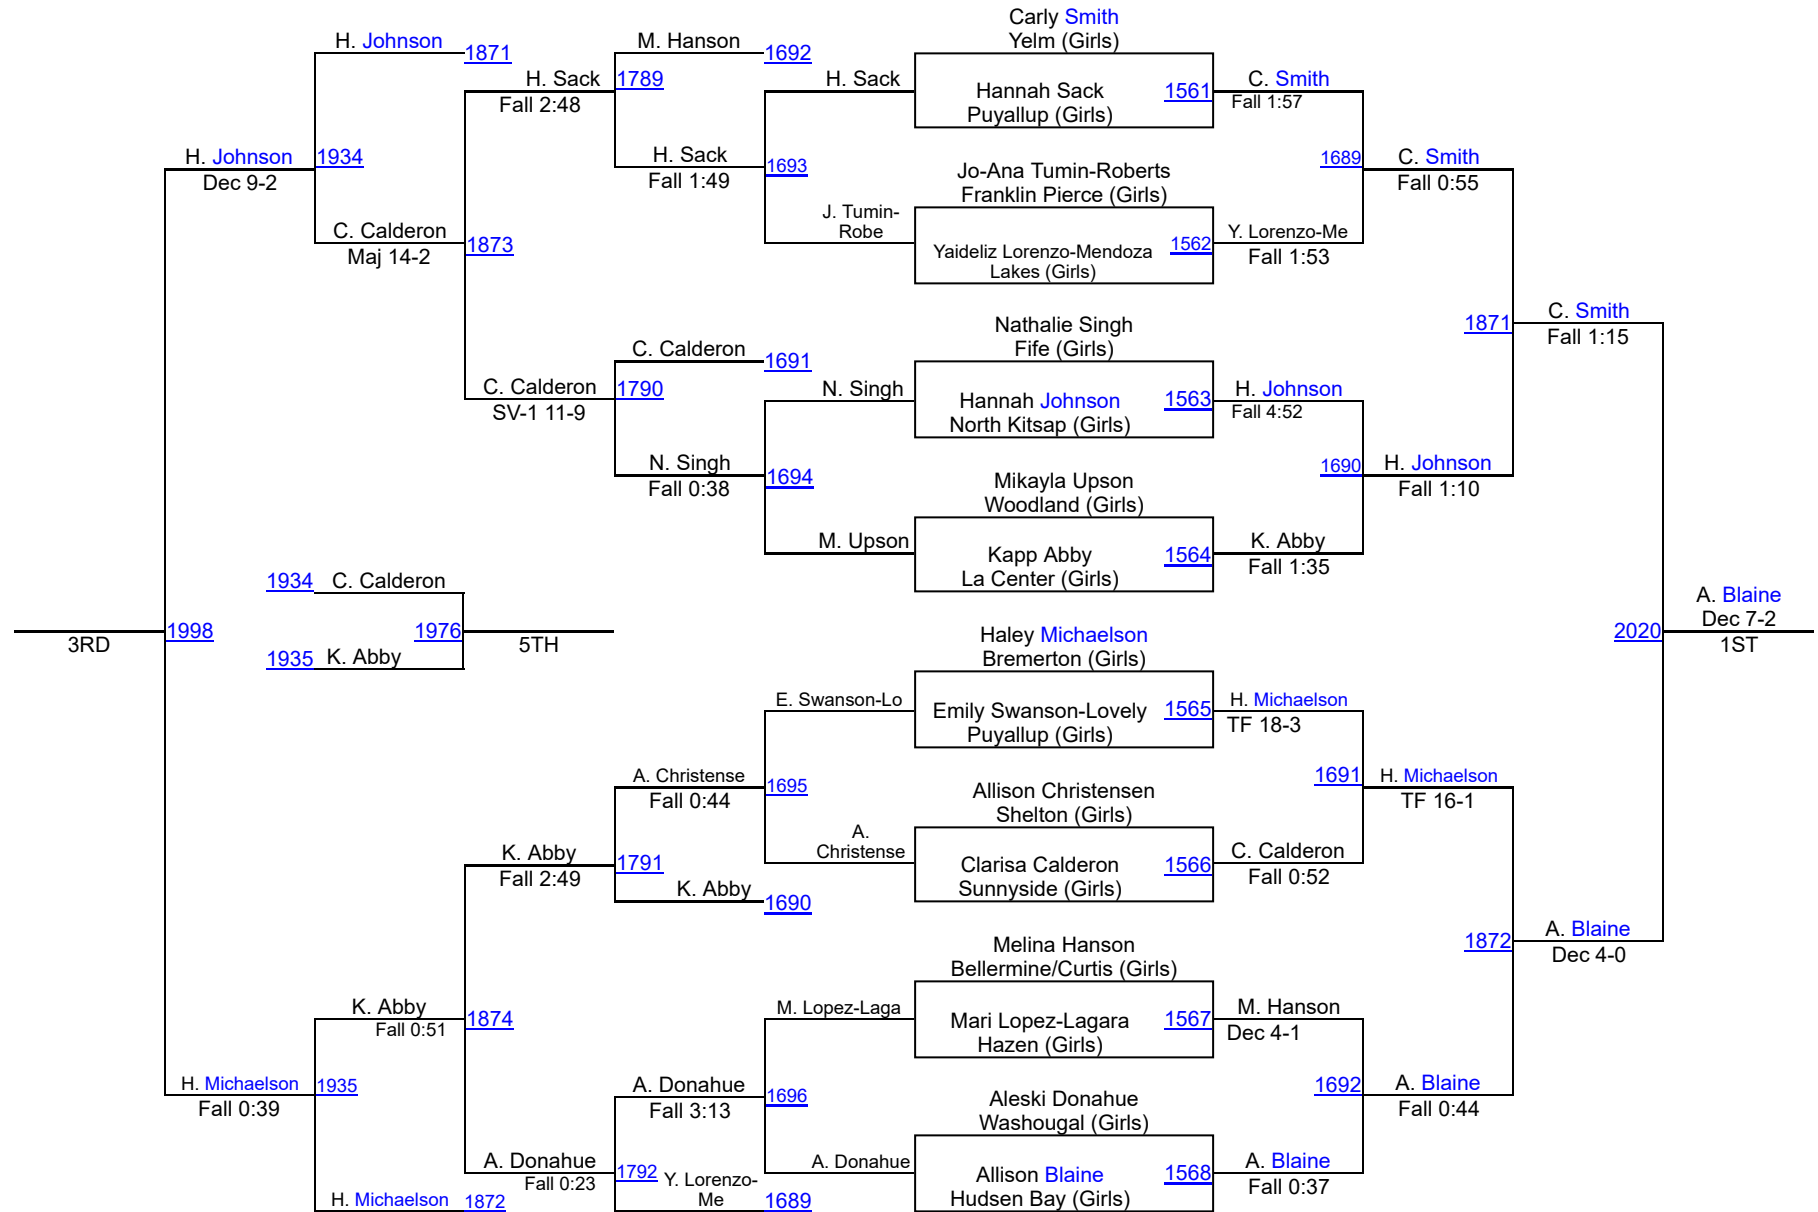 Carly Smith
Yelm (Girls)
H. Johnson
1871
M. Hanson
1692
H. Sack
Fall 2:48
1789
H. Sack
Hannah Sack
Puyallup (Girls)
1561
C. Smith
Fall 1:57
H. Johnson
Dec 9-2
1934
H. Sack
Fall 1:49
1693
Jo-Ana Tumin-Roberts
Franklin Pierce (Girls)
1689
C. Smith
Fall 0:55
C. Calderon
Maj 14-2
1873
J. Tumin-
Robe
Yaideliz Lorenzo-Mendoza
Lakes (Girls)
1562
Y. Lorenzo-Me
Fall 1:53
Nathalie Singh
Fife (Girls)
1871
C. Smith
Fall 1:15
C. Calderon
1691
C. Calderon
SV-1 11-9
1790
N. Singh
Hannah Johnson
North Kitsap (Girls)
1563
H. Johnson
Fall 4:52
N. Singh
Fall 0:38
1694
Mikayla Upson
Woodland (Girls)
1690
H. Johnson
Fall 1:10
M. Upson
Kapp Abby
La Center (Girls)
1564
K. Abby
Fall 1:35
1934
C. Calderon
3RD
1998
1976
5TH
1935
K. Abby
2020
A. Blaine
Dec 7-2
1ST
Haley Michaelson
Bremerton (Girls)
E. Swanson-Lo
Emily Swanson-Lovely
Puyallup (Girls)
1565
H. Michaelson
TF 18-3
A. Christense
Fall 0:44
1695
Allison Christensen
Shelton (Girls)
1691
H. Michaelson
TF 16-1
K. Abby
Fall 2:49
1791
A.
Christense
Clarisa Calderon
Sunnyside (Girls)
1566
C. Calderon
Fall 0:52
K. Abby
1690
Melina Hanson
Bellermine/Curtis (Girls)
1872
A. Blaine
Dec 4-0
K. Abby
Fall 0:51
1874
M. Lopez-Laga
Mari Lopez-Lagara
Hazen (Girls)
1567
M. Hanson
Dec 4-1
H. Michaelson
Fall 0:39
1935
A. Donahue
Fall 3:13
1696
Aleski Donahue
Washougal (Girls)
1692
A. Blaine
Fall 0:44
A. Donahue
Fall 0:23
1792
A. Donahue
Allison Blaine
Hudsen Bay (Girls)
1568
A. Blaine
Fall 0:37
H. Michaelson
1872
Y. Lorenzo-
Me
1689